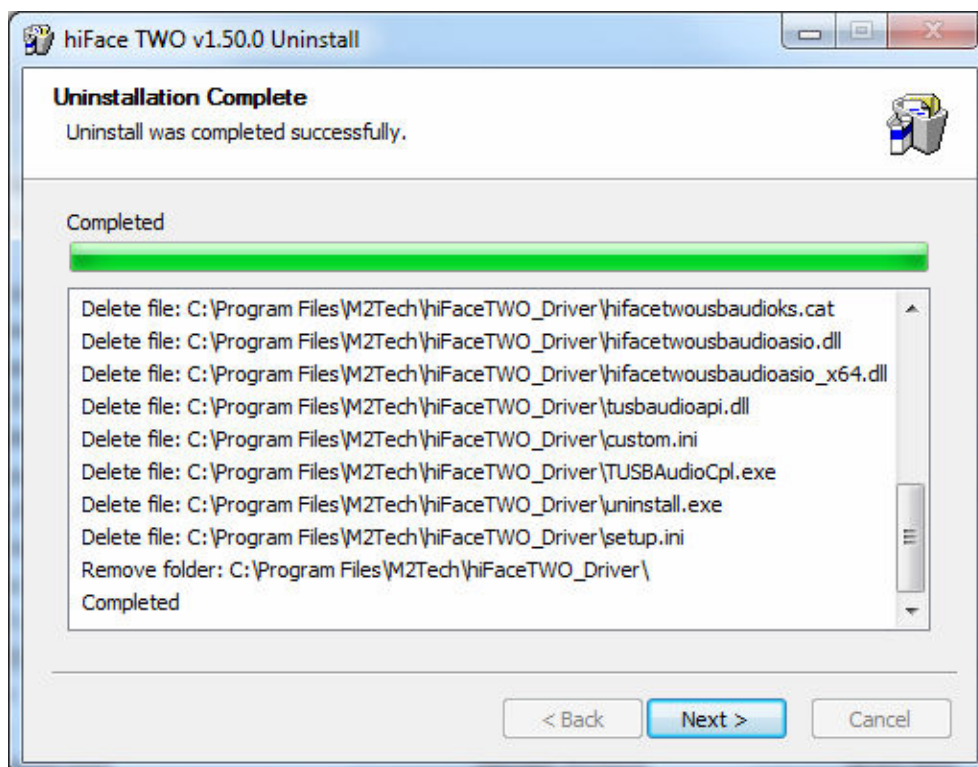 hiFace TWO v1.50.0 Uninstall
Uninstallation Complete
Uninstall was completed successfully.
Completed
Delete file: C:\Program Files\M2Tech\hiFaceTWO_Driver\hifacetwousbaudioks.cat
Delete file: C:\Program Files\M2Tech\hiFaceTWO_Driver\hifacetwousbaudioasio.dll
Delete file: C:\Program Files\M2Tech\hiFaceTWO_Driver\hifacetwousbaudioasio_x64.dll
Delete file: C:\Program Files\M2Tech\hiFaceTWO_Driver\tusbaudioapi.dll
Delete file: C:\Program Files\M2Tech\hiFaceTWO_Driver\custom.ini
Delete file: C:\Program Files\M2Tech\hiFaceTWO_Driver\TUSBAudioCpl.exe
Delete file: C:\Program Files\M2Tech\hiFaceTWO_Driver\uninstall.exe
Delete file: C:\Program Files\M2Tech\hiFaceTWO_Driver\setup.ini
Remove folder: C:\Program Files\M2Tech\hiFaceTWO_Driver\
Completed
< Back Next > Cancel